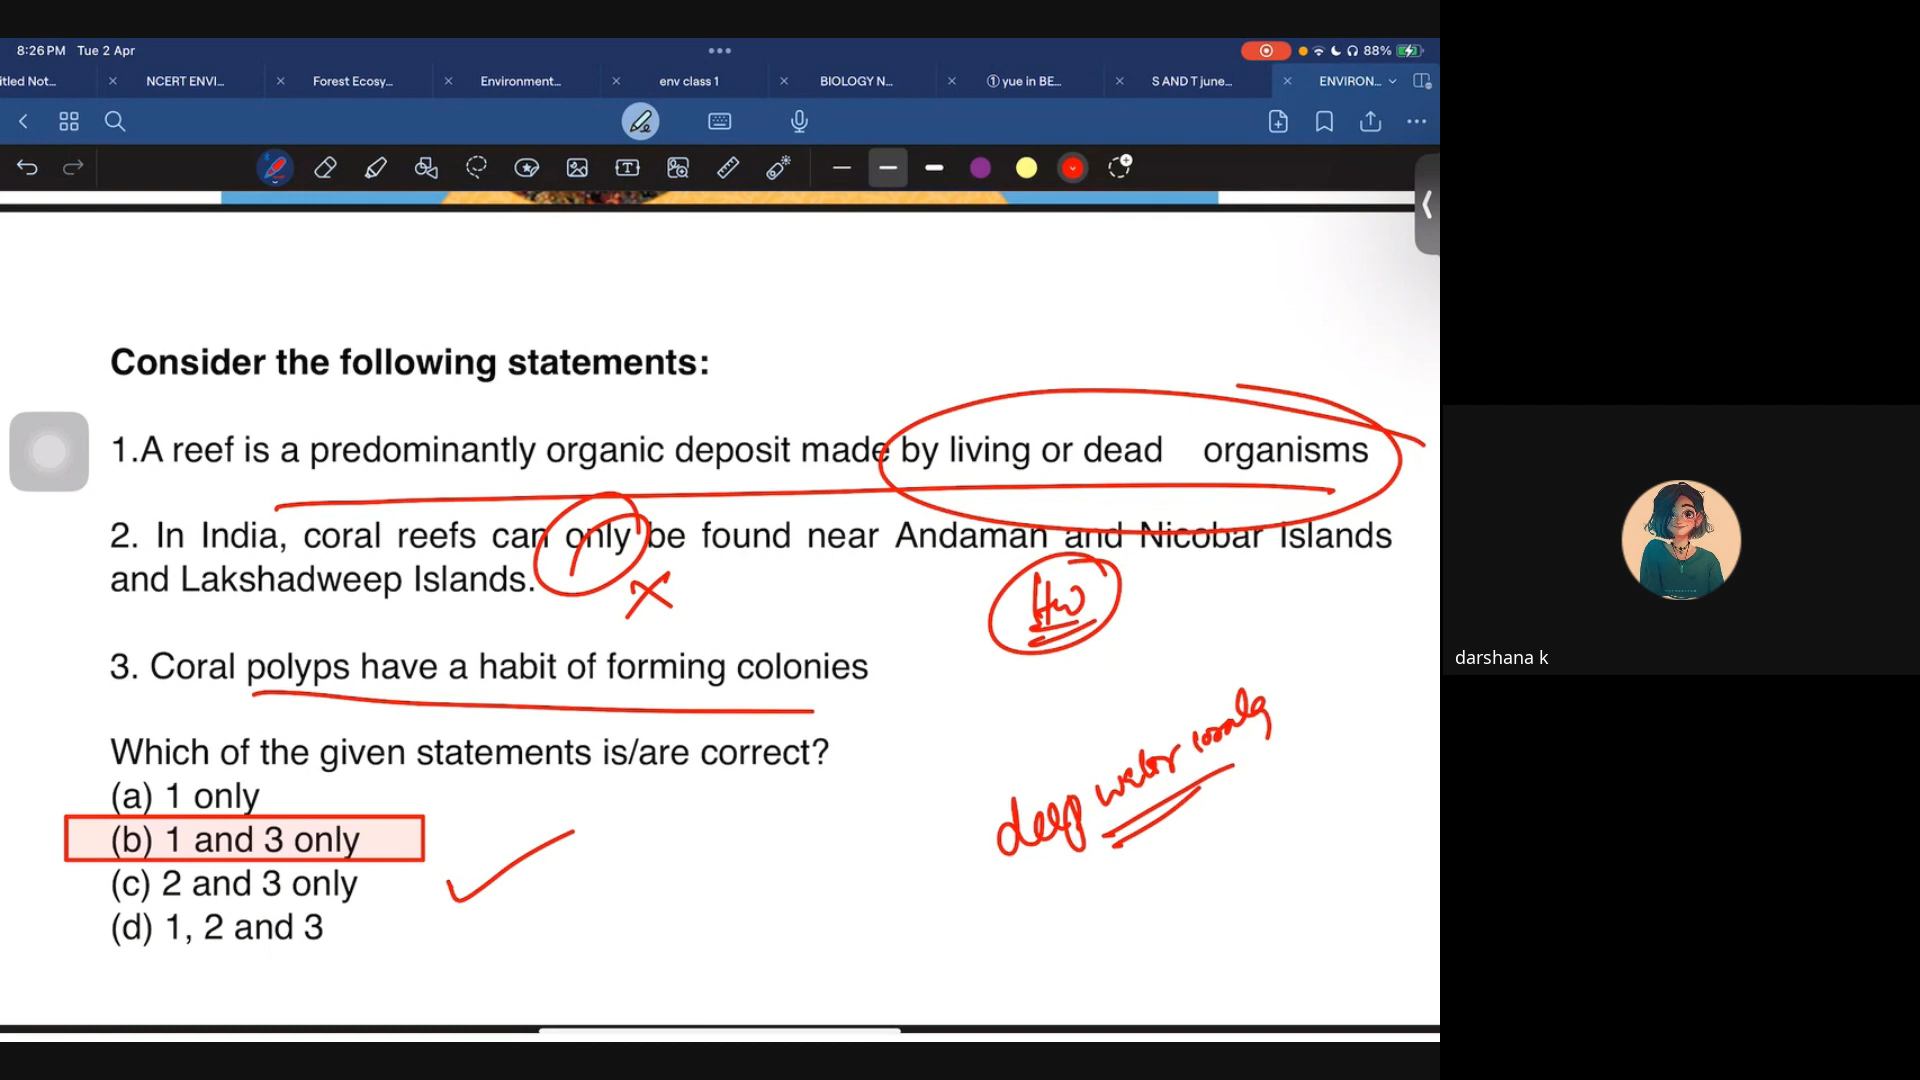 8:26 PM Tue 2 Apr
88%
itled Not...
NCERT ENVI...
Forest Ecosy...
Environment...
env class 1
BIOLOGY N...
① yue in BE...
S AND T june...
ENVIRON...
Consider the following statements:
1.A reef is a predominantly organic deposit made by living or dead organisms
2. In India, coral reefs can only be found near Andaman and Nicobar Islands
and Lakshadweep Islands.
HW
3. Coral polyps have a habit of forming colonies
deep water corals
Which of the given statements is/are correct?
(a) 1 only
(b) 1 and 3 only
(c) 2 and 3 only
(d) 1, 2 and 3
darshana k